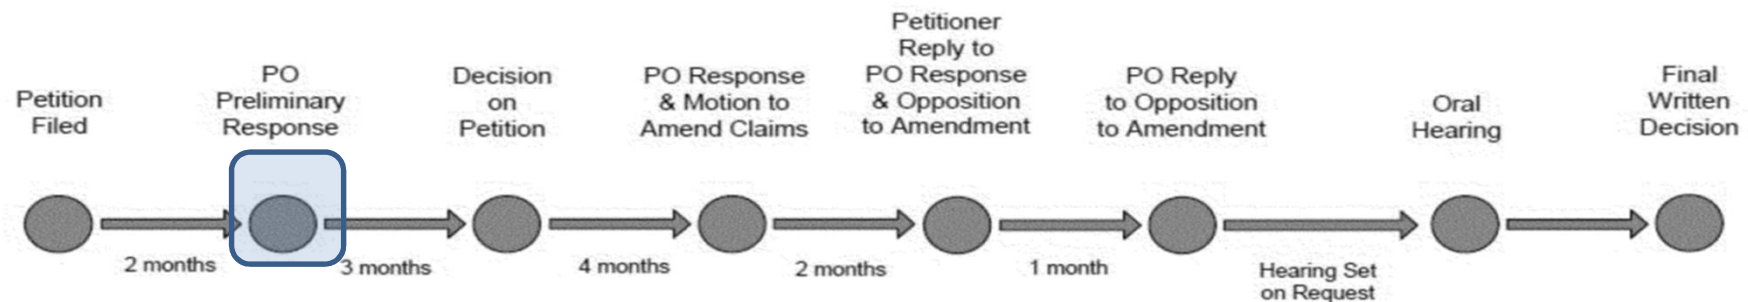 Petition
Filed
PO
Preliminary
Response
Decision
on
Petition
PO Response
& Motion to
Amend Claims
Petitioner
Reply to
PO Response
& Opposition
to Amendment
PO Reply
to Opposition
to Amendment
Oral
Hearing
Final
Written
Decision
2 months
3 months
4 months
2 months
1 month
Hearing Set
on Request